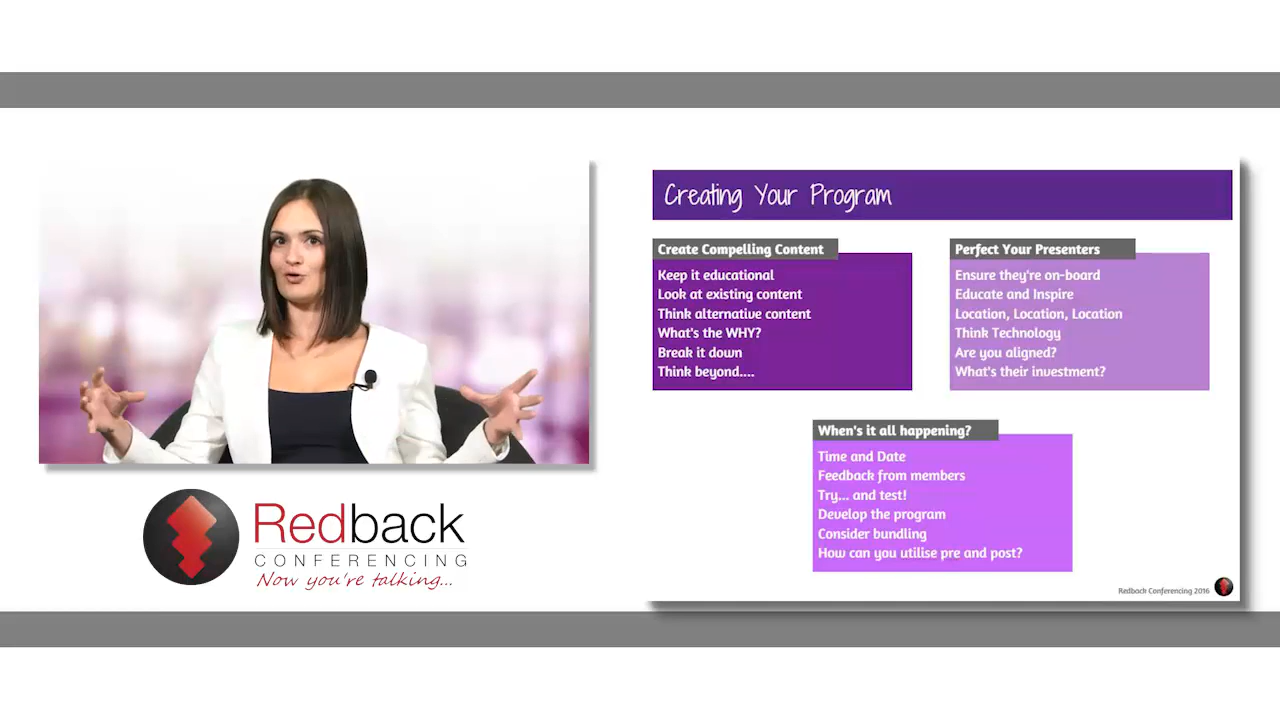 Redback
CONFERENCING
Now you're talking...
Creating Your Program
Create Compelling Content
Keep it educational
Look at existing content
Think alternative content
What's the WHY?
Break it down
Think beyond....
Perfect Your Presenters
Ensure they're on-board
Educate and Inspire
Location, Location, Location
Think Technology
Are you aligned?
What's their investment?
When's it all happening?
Time and Date
Feedback from members
Try... and test!
Develop the program
Consider bundling
How can you utilise pre and post?
Redback Conferencing 2016